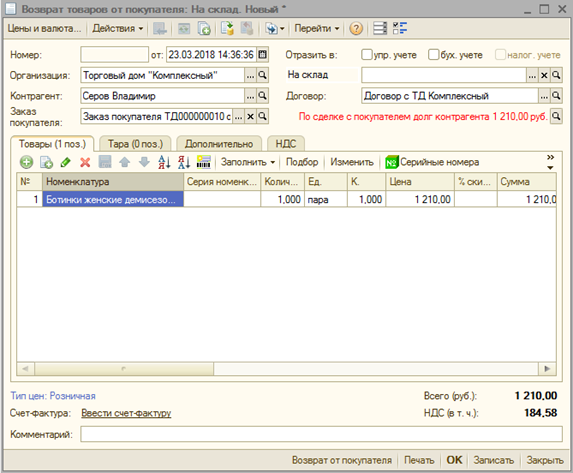 Возврат товаров от покупателя: На склад. Новый *
Цены и валюта... Действия Перейти
Номер: от: 23.03.2018 14:36:36 Отразить в: упр. учете бух. учете налог. учете
Организация: Торговый дом "Комплексный" ... На склад ...
Контрагент: Серов Владимир ... Договор: Договор с ТД Комплексный ...
Заказ покупателя: Заказ покупателя ТД000000010 с ... По сделке с покупателем долг контрагента 1 210,00 руб.
Товары (1 поз.) Тара (0 поз.) Дополнительно НДС
Заполнить Подбор Изменить № Серийные номера
№ Номенклатура Серия номенк... Колич... Ед. К. Цена % ски... Сумма
1 Ботинки женские демисезо... 1,000 пара 1,000 1 210,00 1 210,0
Тип цен: Розничная Всего (руб.): 1 210,00
Счет-фактура: Ввести счет-фактуру НДС (в т. ч.): 184,58
Комментарий:
Возврат от покупателя Печать OK Записать Закрыть